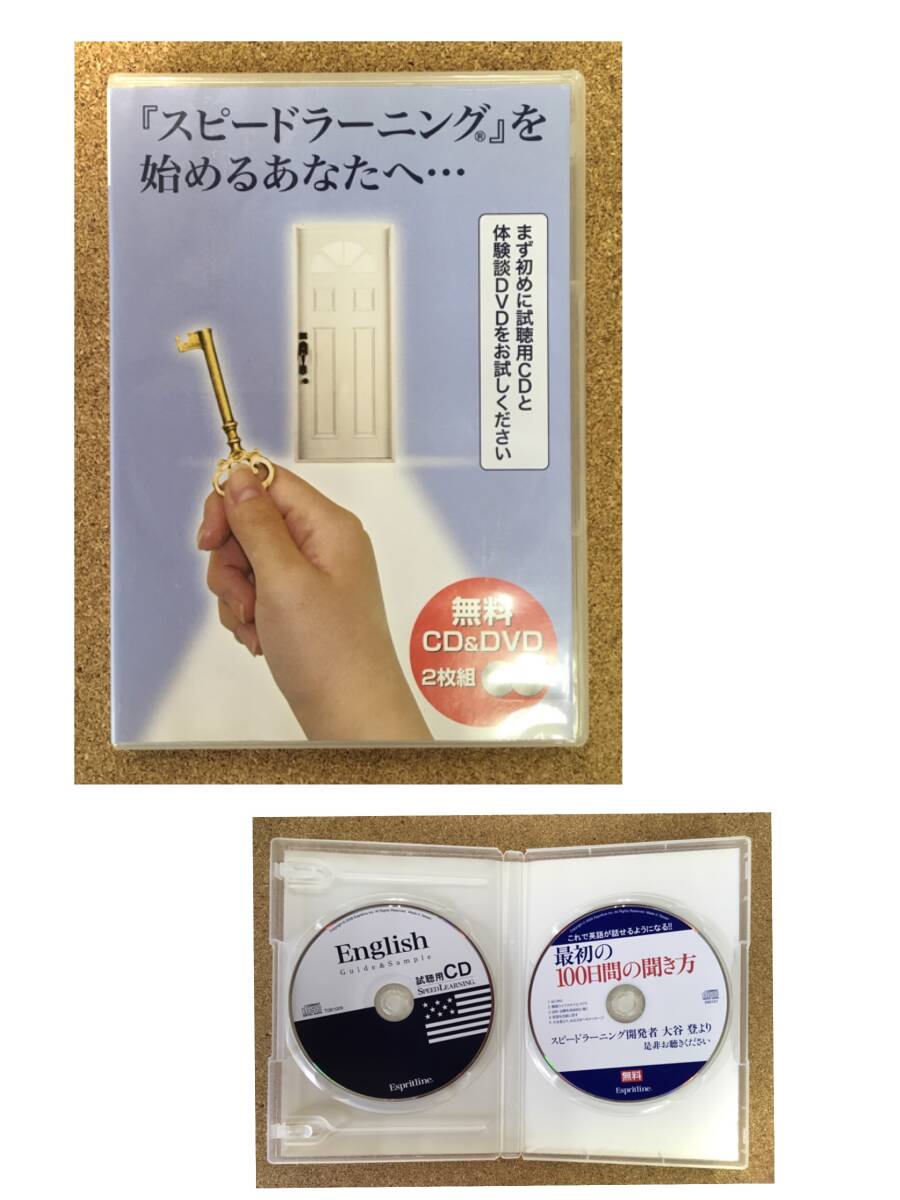 『スピードラーニング®』を
始めるあなたへ…
まず初めに試聴用CDと
体験談DVDをお試しください
無料
CD&DVD
2枚組
English
Guide & Sample
試聴用CD
SPEEDLEARNING.
Espritline.
これで英語が話せるようになる!!
最初の
100日間の聞き方
スピードラーニング開発者 大谷 登より
是非お聴きください
無料
Espritline.